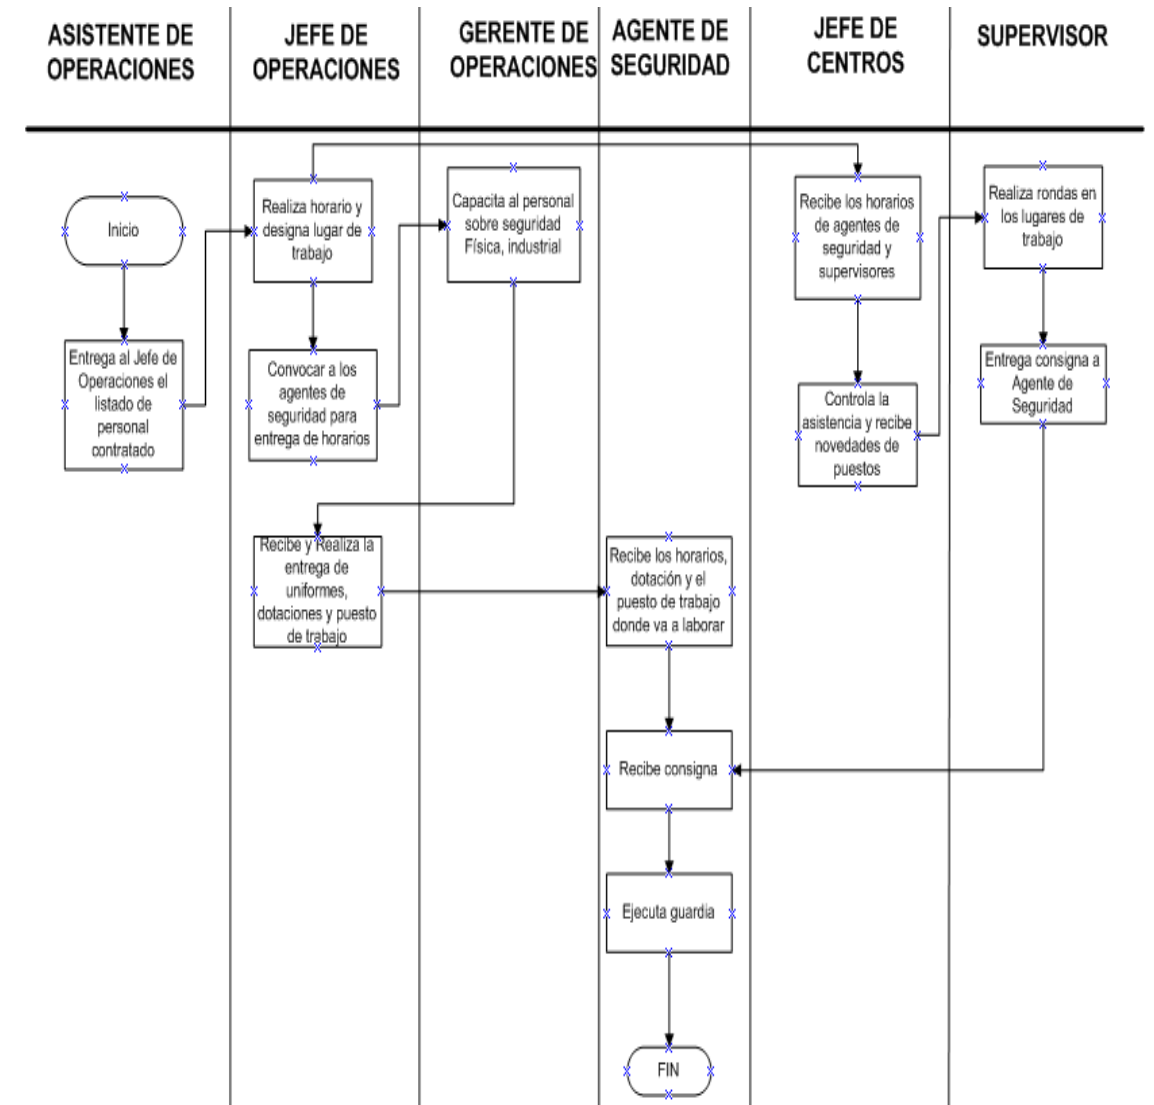 ASISTENTE DE
OPERACIONES
JEFE DE
OPERACIONES
GERENTE DE
OPERACIONES
AGENTE DE
SEGURIDAD
JEFE DE
CENTROS
SUPERVISOR
Inicio
Entrega al Jefe de
Operaciones el
listado de
personal
contratado
Realiza horario y
designa lugar de
trabajo
Convocar a los
agentes de
seguridad para
entrega de horarios
Capacita al personal
sobre seguridad
Física, industrial
Recibe y Realiza la
entrega de
uniformes,
dotaciones y puesto
de trabajo
Recibe los horarios,
dotación y el
puesto de trabajo
donde va a laborar
Recibe consigna
Ejecuta guardia
FIN
Recibe los horarios
de agentes de
seguridad y
supervisores
Controla la
asistencia y recibe
novedades de
puestos
Realiza rondas en
los lugares de
trabajo
Entrega consigna a
Agente de
Seguridad